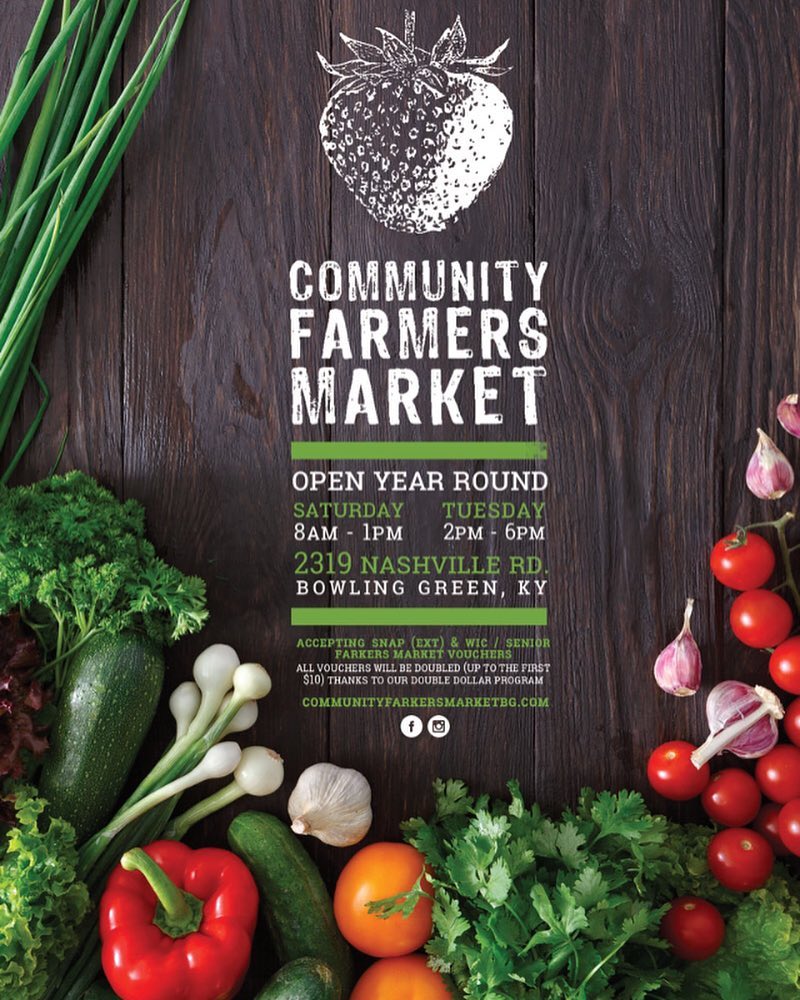 COMMUNITY
FARMERS
MARKET
OPEN YEAR ROUND
SATURDAY TUESDAY
8AM - 1PM 2PM - 6PM
2319 NASHVILLE RD.
BOWLING GREEN, KY
ACCEPTING SNAP (EXT) & WIC / SENIOR
FARKERS MARKET VOUCHERS
ALL VOUCHERS WILL BE DOUBLED (UP TO THE FIRST
$10) THANKS TO OUR DOUBLE DOLLAR PROGRAM
COMMUNITYFARKERSMARKETBG.COM
f